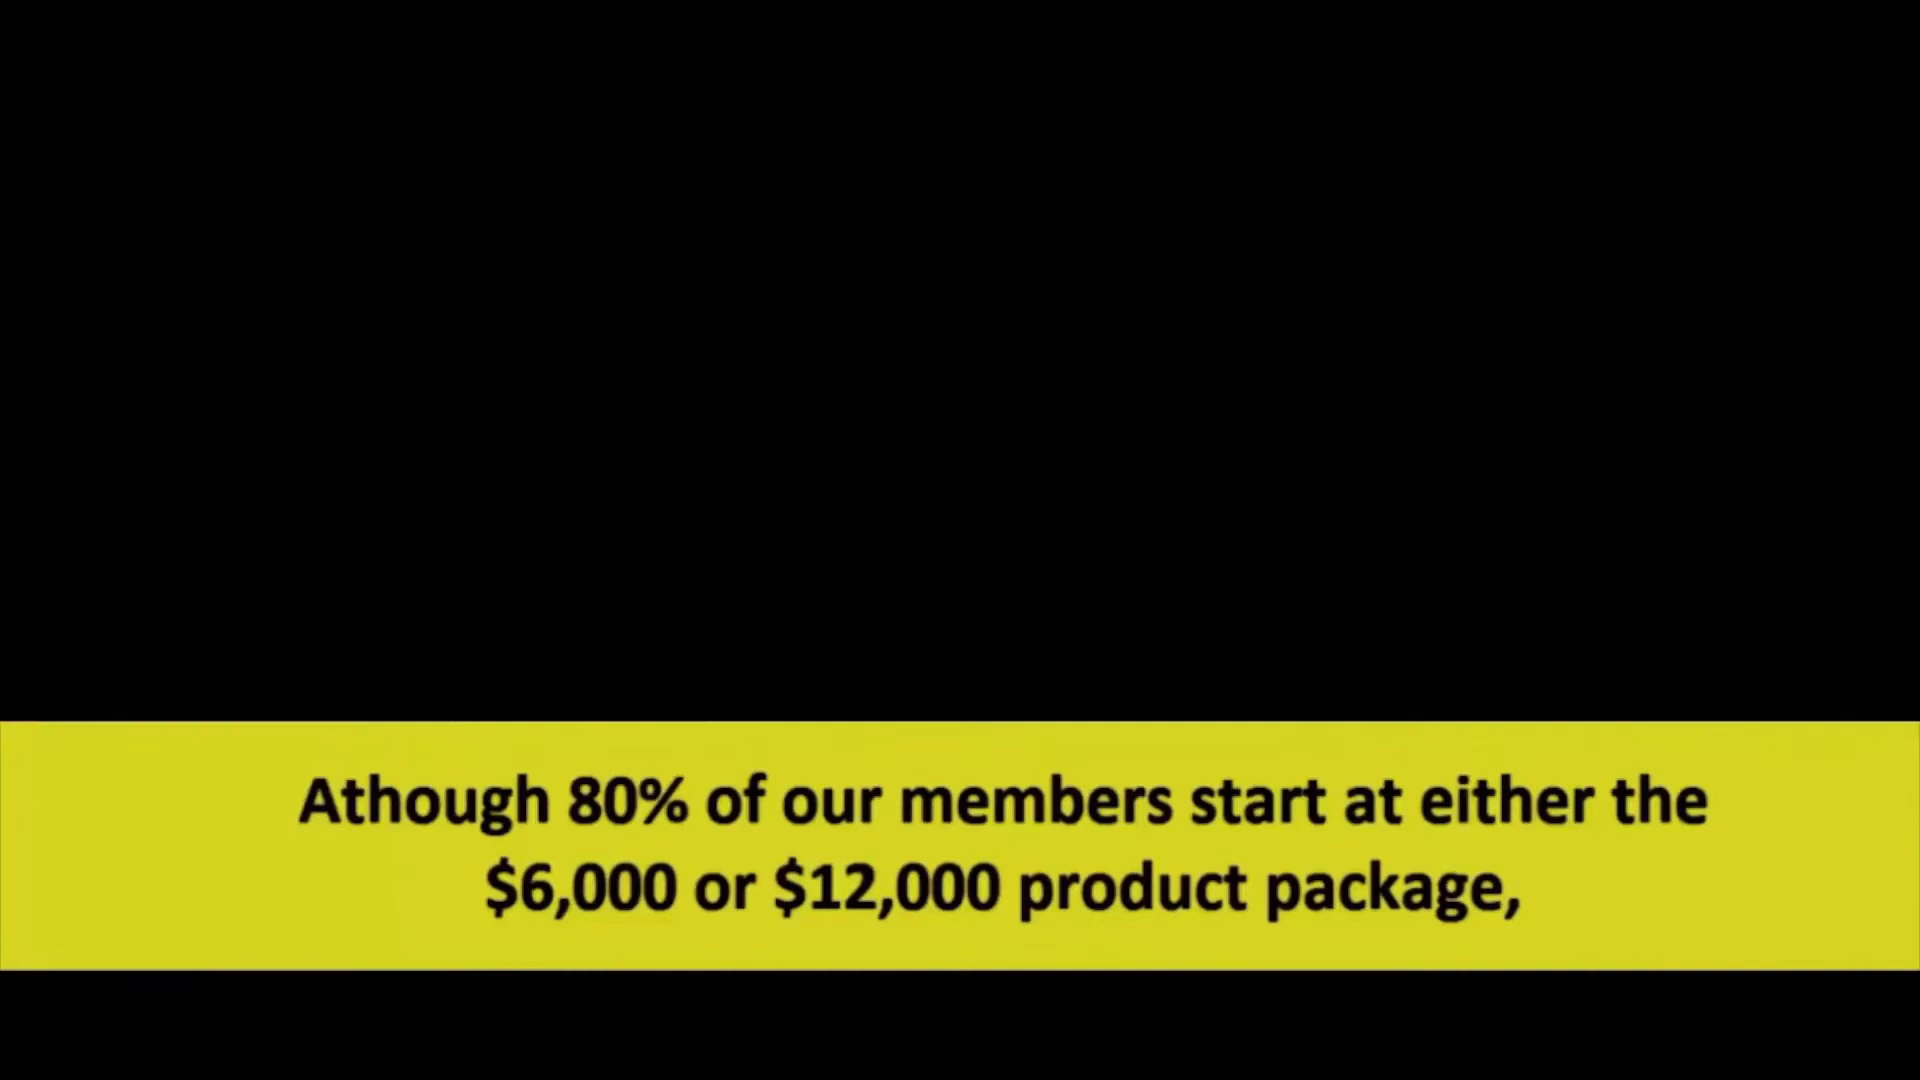 Athough 80% of our members start at either the
$6,000 or $12,000 product package,